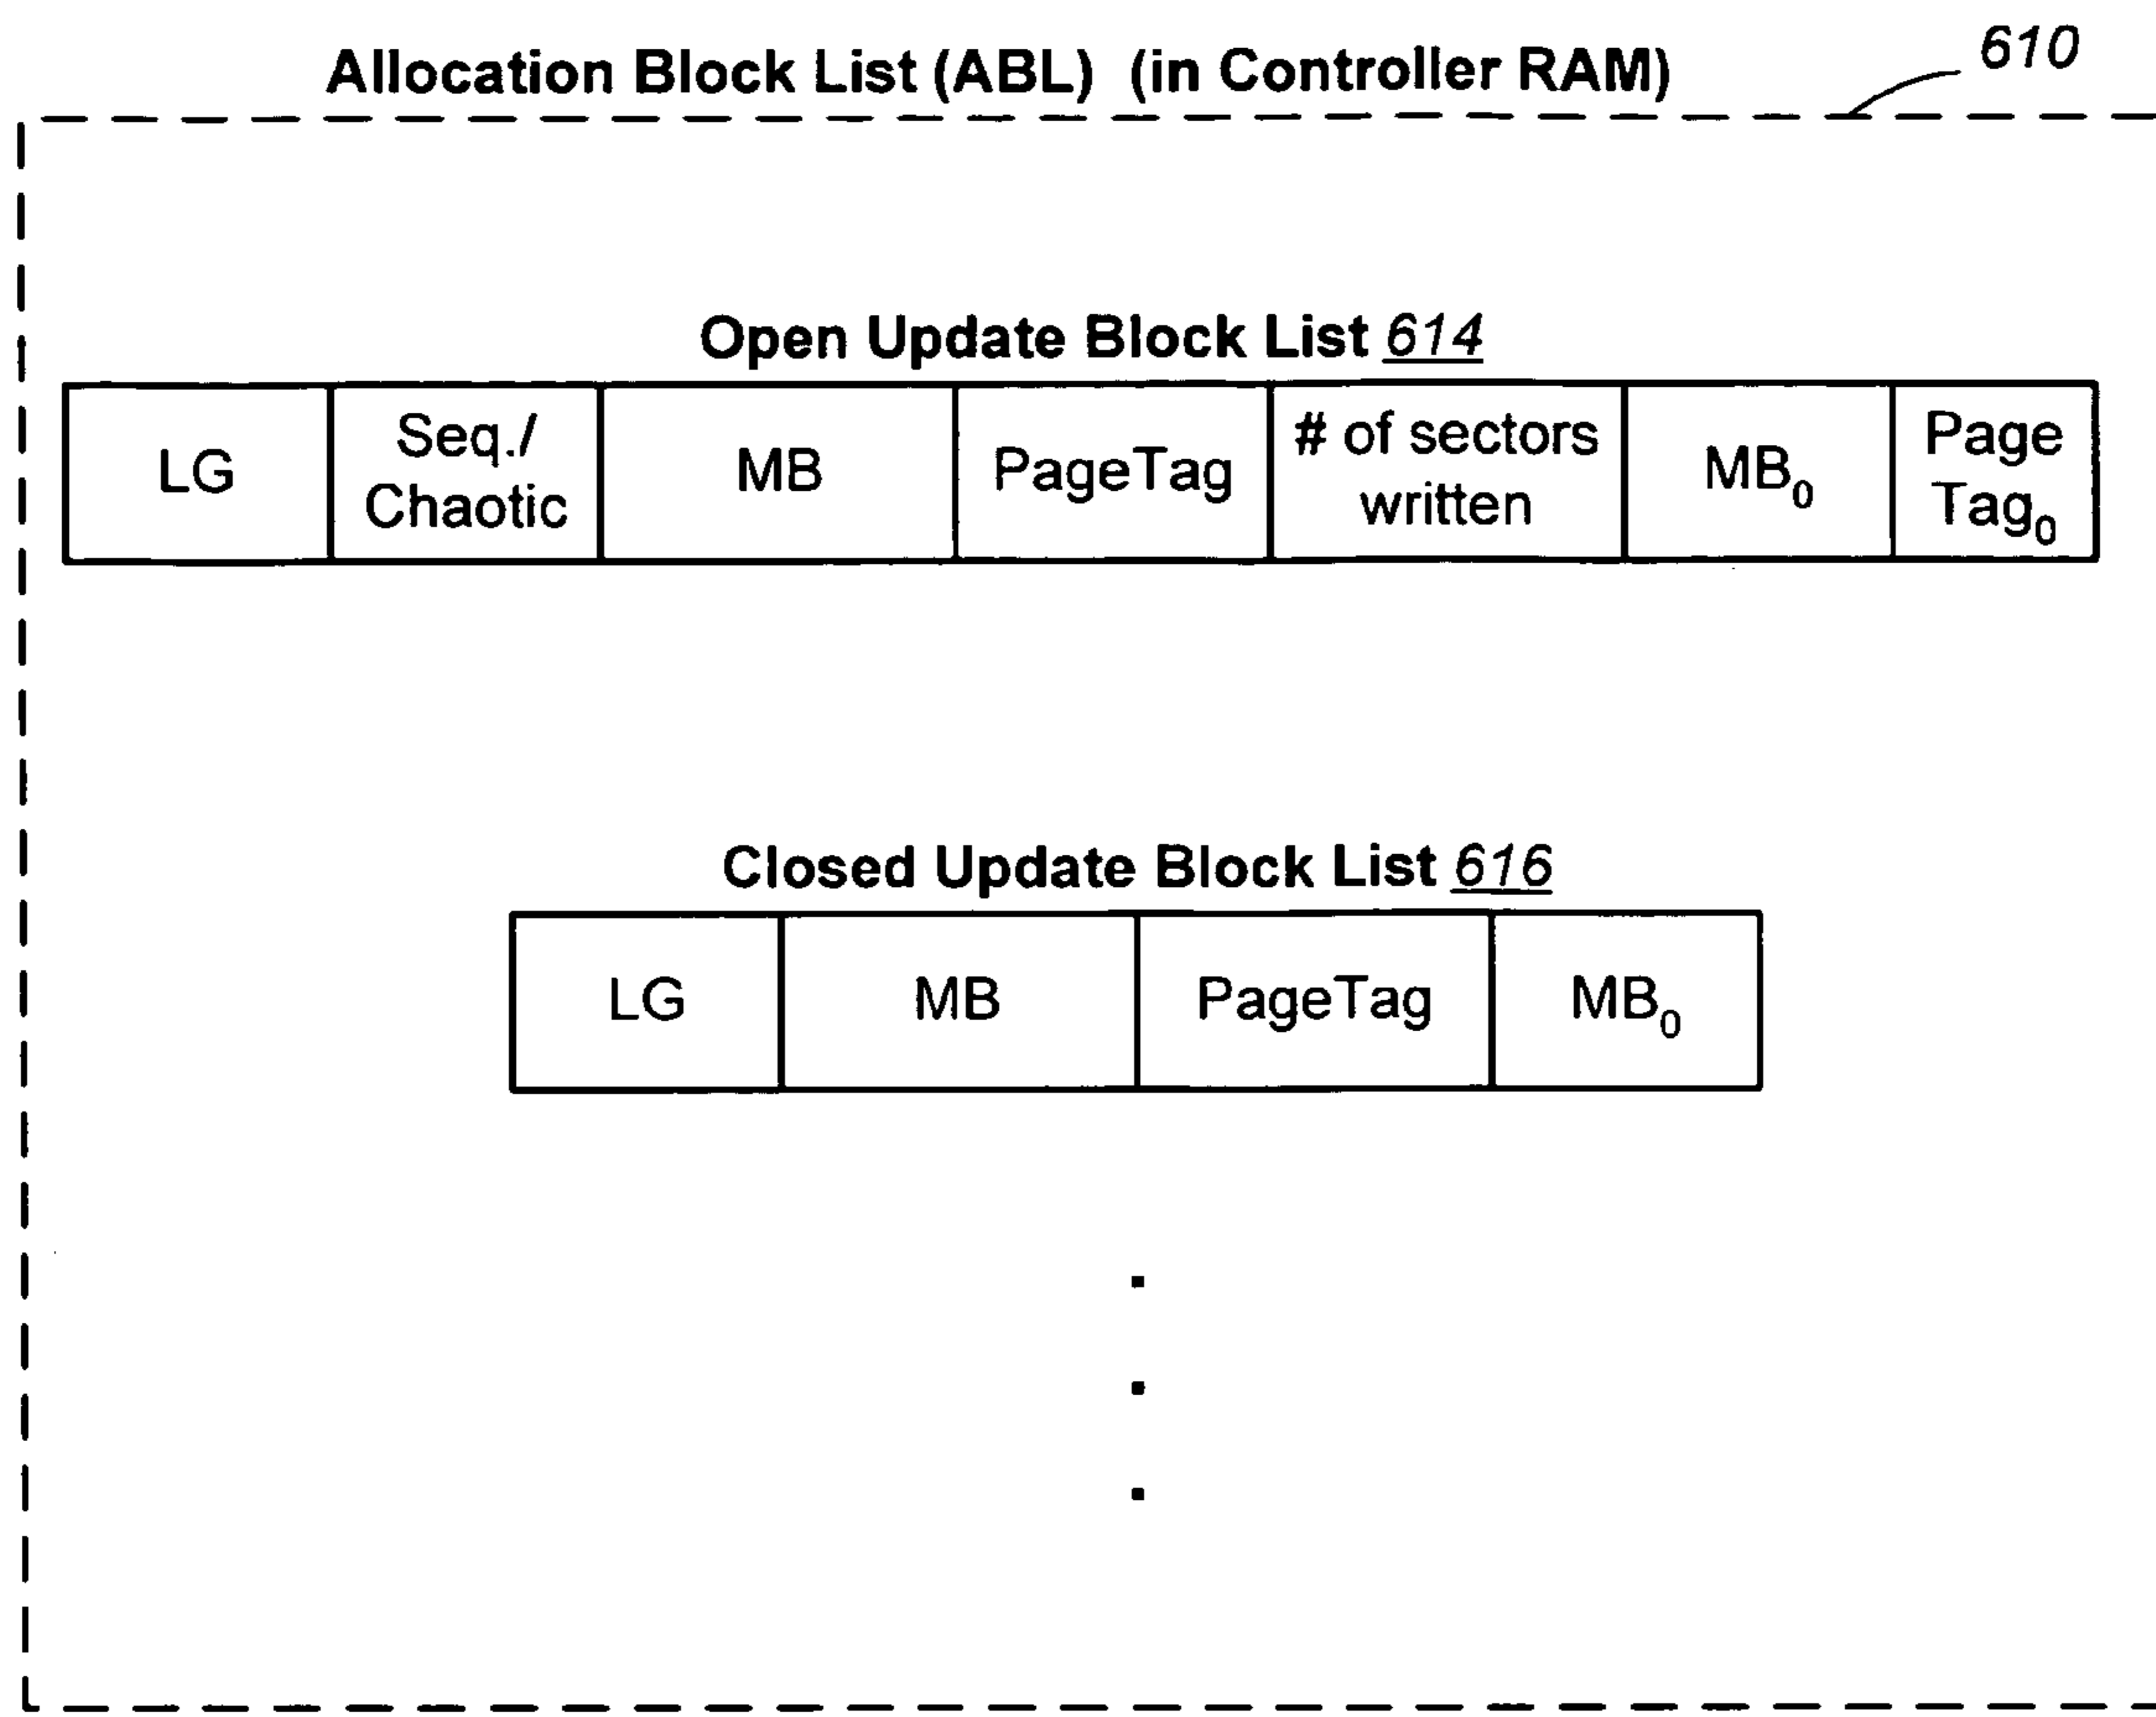 Allocation Block List (ABL) (in Controller RAM)
610
Open Update Block List 614
LG
Seq./
Chaotic
MB
PageTag
# of sectors
written
MB₀
Page
Tag₀
Closed Update Block List 616
LG
MB
PageTag
MB₀